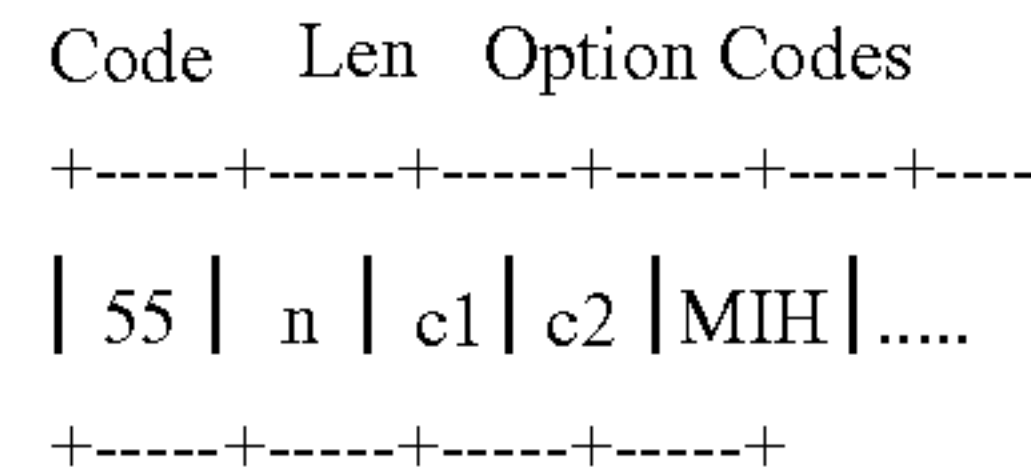 Code Len Option Codes
+-----+-----+-----+-----+----+----
| 55 | n | c1 | c2 | MIH | .....
+-----+-----+-----+-----+